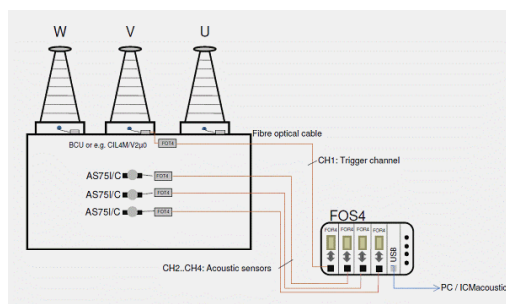 W V U
Fibre optical cable
BCU or e.g. CIL4M/V2µ0 FOT4
CH1: Trigger channel
AS75I/C FOT4
AS75I/C FOT4
AS75I/C FOT4
FOS4
FOR4 FOR4 FOR4 FOR4
USB
CH2..CH4: Acoustic sensors
PC / ICMacoustic